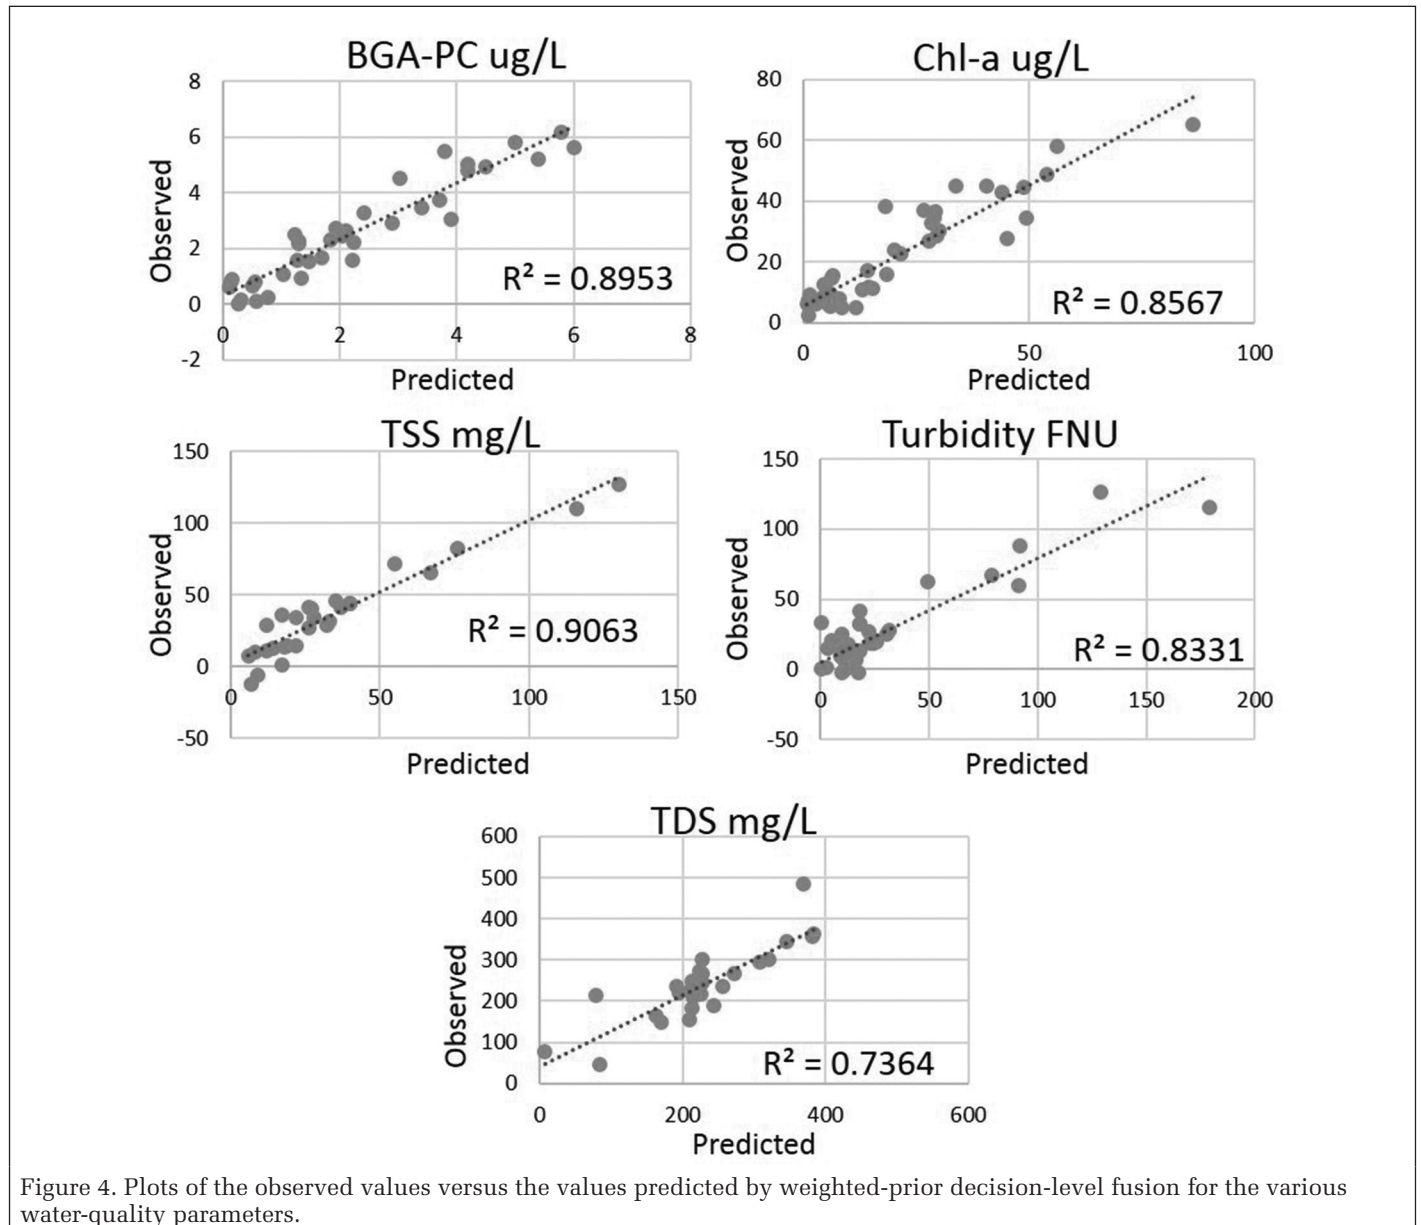 BGA-PC ug/L
8
6
4
2
0
-2
0 2 4 6 8
Observed
Predicted
R² = 0.8953
Chl-a ug/L
80
60
40
20
0
0 50 100
Observed
Predicted
R² = 0.8567
TSS mg/L
150
100
50
0
-50
0 50 100 150
Observed
Predicted
R² = 0.9063
Turbidity FNU
150
100
50
0
-50
0 50 100 150 200
Observed
Predicted
R² = 0.8331
TDS mg/L
600
500
400
300
200
100
0
0 200 400 600
Observed
Predicted
R² = 0.7364
Figure 4. Plots of the observed values versus the values predicted by weighted-prior decision-level fusion for the various
water-quality parameters.